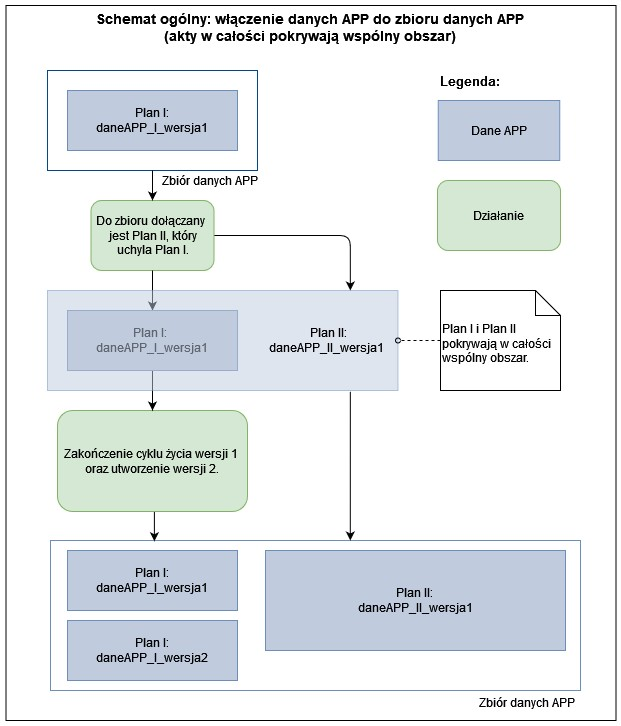 Schemat ogólny: włączenie danych APP do zbioru danych APP
(akty w całości pokrywają wspólny obszar)
Legenda:
Plan I:
daneAPP_I_wersja1
Dane APP
Zbiór danych APP
Do zbioru dołączany
jest Plan II, który
uchyla Plan I.
Działanie
Plan I:
daneAPP_I_wersja1
Plan II:
daneAPP_II_wersja1
Plan I i Plan II
pokrywają w całości
wspólny obszar.
Zakończenie cyklu życia wersji 1
oraz utworzenie wersji 2.
Plan I:
daneAPP_I_wersja1
Plan II:
daneAPP_II_wersja1
Plan I:
daneAPP_I_wersja2
Zbiór danych APP